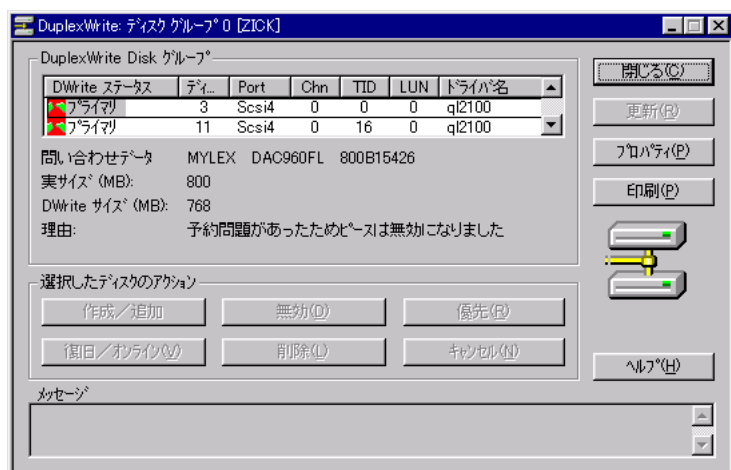 DuplexWrite: ディスク グループ 0 [ZICK]
DuplexWrite Disk グループ
DWrite ステータス ディ... Port Chn TID LUN ドライバ名
プライマリ 3 Scsi4 0 0 0 ql2100
プライマリ 11 Scsi4 0 16 0 ql2100
問い合わせデータ MYLEX DAC960FL 800B15426
実サイズ (MB): 800
DWrite サイズ (MB): 768
理由: 予約問題があったためピースは無効になりました
選択したディスクのアクション
作成/追加 無効(D) 優先(R)
復旧/オンライン(V) 削除(L) キャンセル(N)
閉じる(C)
更新(R)
プロパティ(P)
印刷(P)
ヘルプ(H)
メッセージ